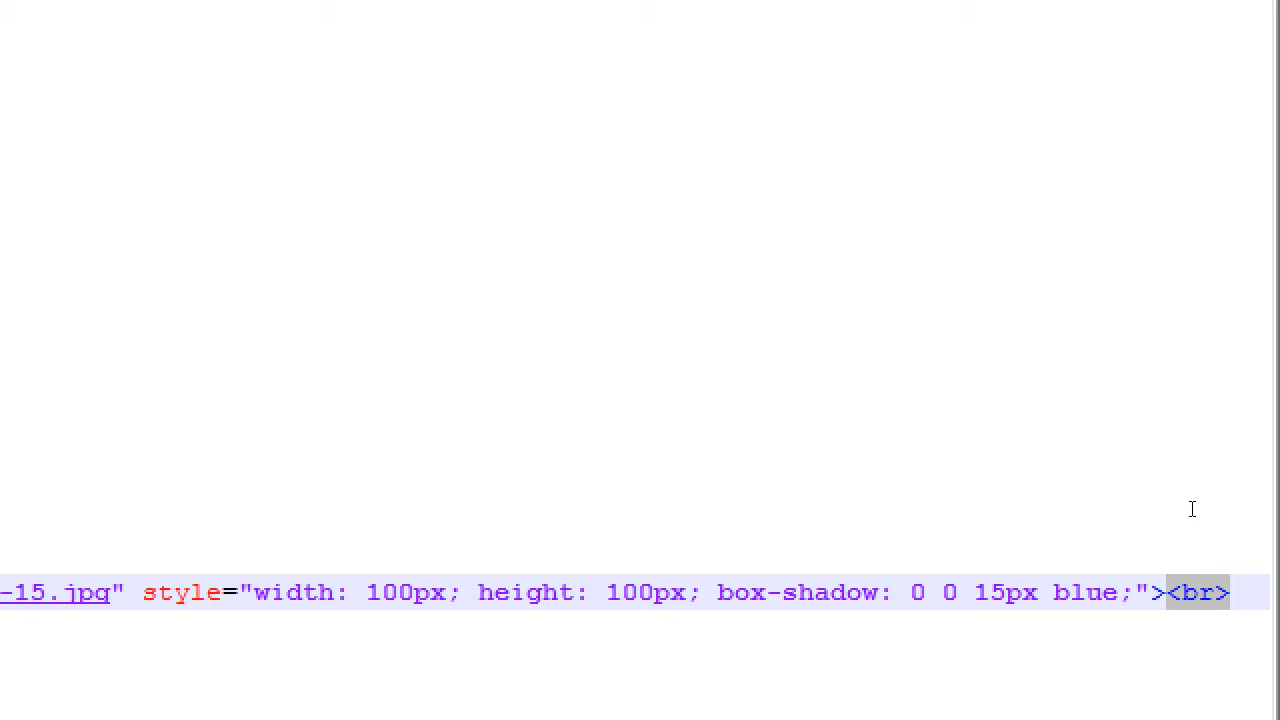 -15.jpg" style="width: 100px; height: 100px; box-shadow: 0 0 15px blue;"><br>